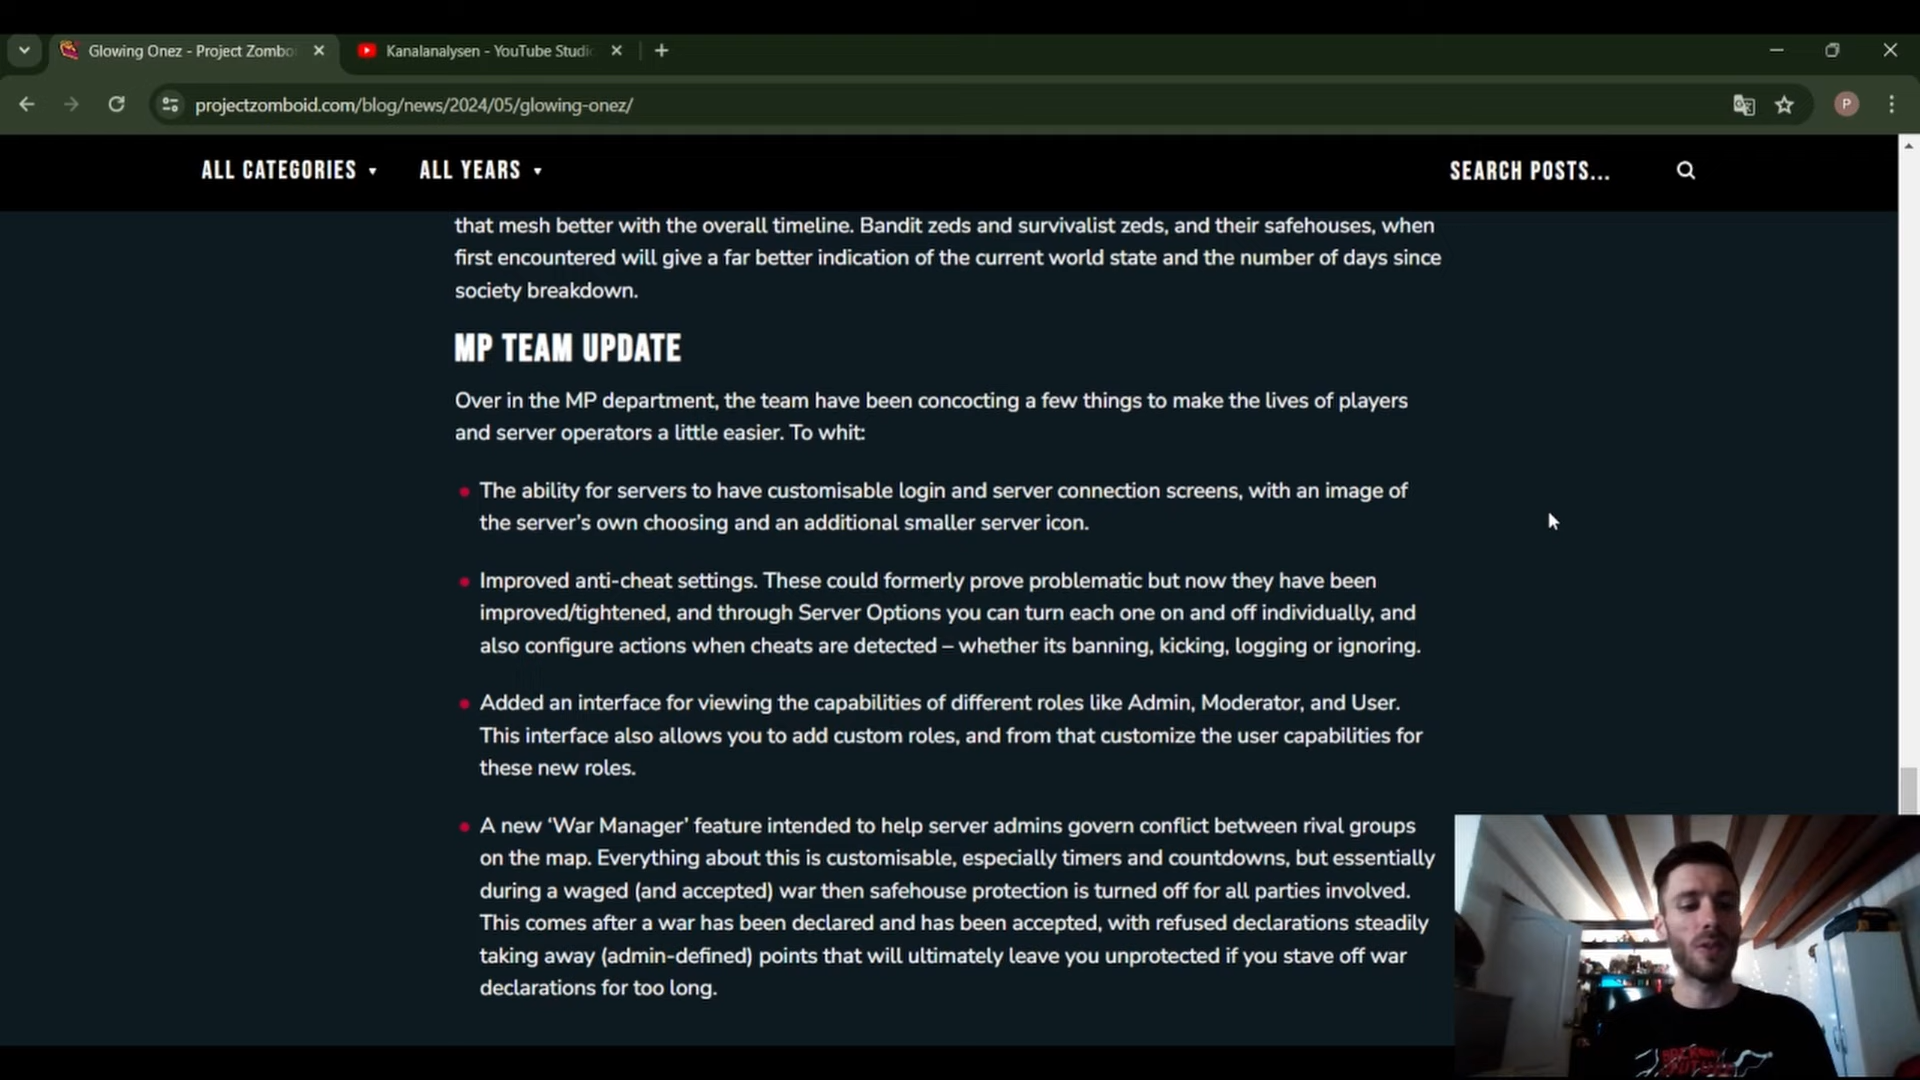 Glowing Onez - Project Zombo
Kanalanalysen - YouTube Studi
projectzomboid.com/blog/news/2024/05/glowing-onez/
P
ALL CATEGORIES
ALL YEARS
SEARCH POSTS...
that mesh better with the overall timeline. Bandit zeds and survivalist zeds, and their safehouses, when
first encountered will give a far better indication of the current world state and the number of days since
society breakdown.
MP TEAM UPDATE
Over in the MP department, the team have been concocting a few things to make the lives of players
and server operators a little easier. To whit:
The ability for servers to have customisable login and server connection screens, with an image of
the server’s own choosing and an additional smaller server icon.
Improved anti-cheat settings. These could formerly prove problematic but now they have been
improved/tightened, and through Server Options you can turn each one on and off individually, and
also configure actions when cheats are detected – whether its banning, kicking, logging or ignoring.
Added an interface for viewing the capabilities of different roles like Admin, Moderator, and User.
This interface also allows you to add custom roles, and from that customize the user capabilities for
these new roles.
A new ‘War Manager’ feature intended to help server admins govern conflict between rival groups
on the map. Everything about this is customisable, especially timers and countdowns, but essentially
during a waged (and accepted) war then safehouse protection is turned off for all parties involved.
This comes after a war has been declared and has been accepted, with refused declarations steadily
taking away (admin-defined) points that will ultimately leave you unprotected if you stave off war
declarations for too long.